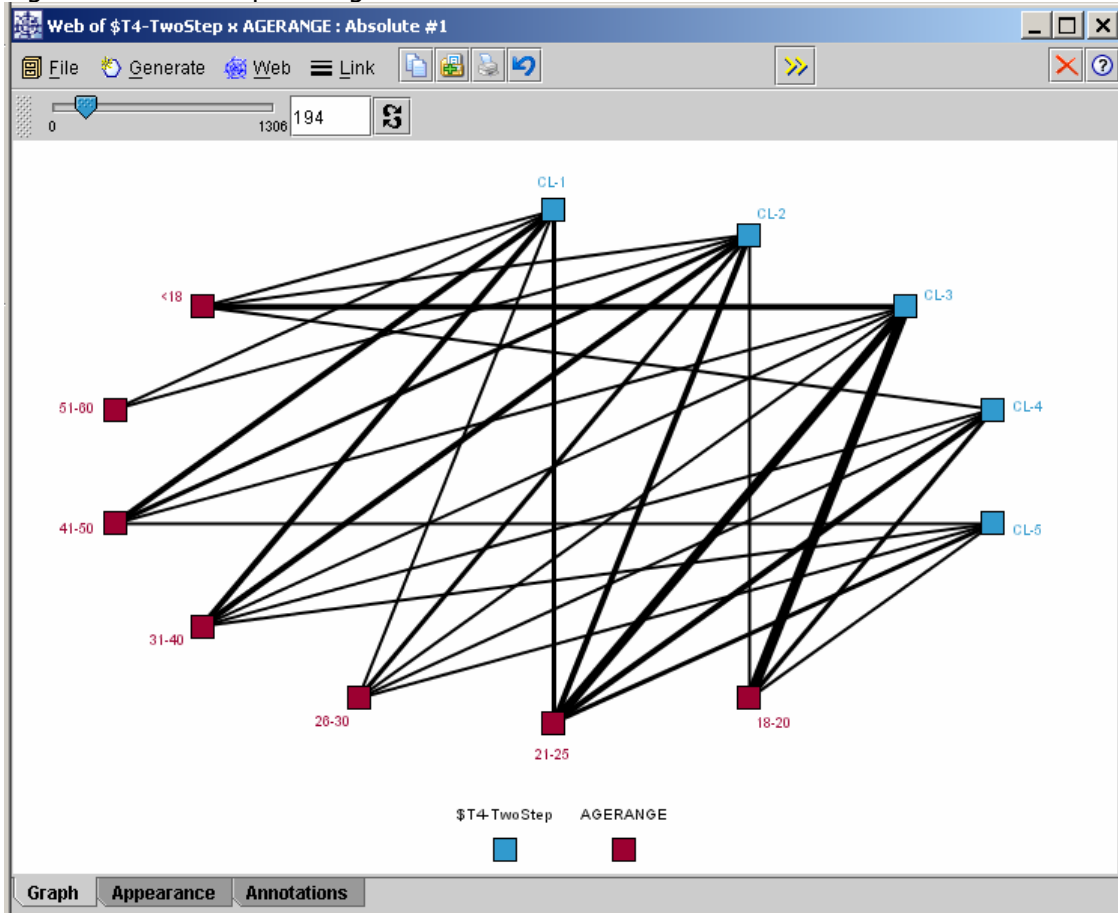 Web of $T4-TwoStep x AGERANGE : Absolute #1
File Generate Web Link
0 1306 194
CL-1
CL-2
<18
CL-3
51-60
CL-4
41-50
CL-5
31-40
26-30
18-20
21-25
$T4-TwoStep AGERANGE
Graph Appearance Annotations